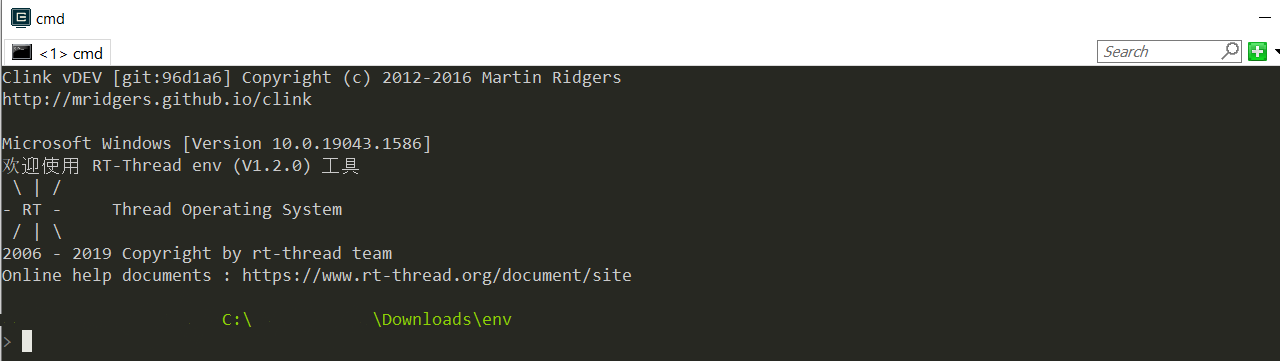 cmd
<1> cmd
Search
Clink vDEV [git:96d1a6] Copyright (c) 2012-2016 Martin Ridgers
http://mridgers.github.io/clink
Microsoft Windows [Version 10.0.19043.1586]
欢迎使用 RT-Thread env (V1.2.0) 工具
 \ | /
- RT -     Thread Operating System
 / | \
2006 - 2019 Copyright by rt-thread team
Online help documents : https://www.rt-thread.org/document/site
C:\            \Downloads\env
>